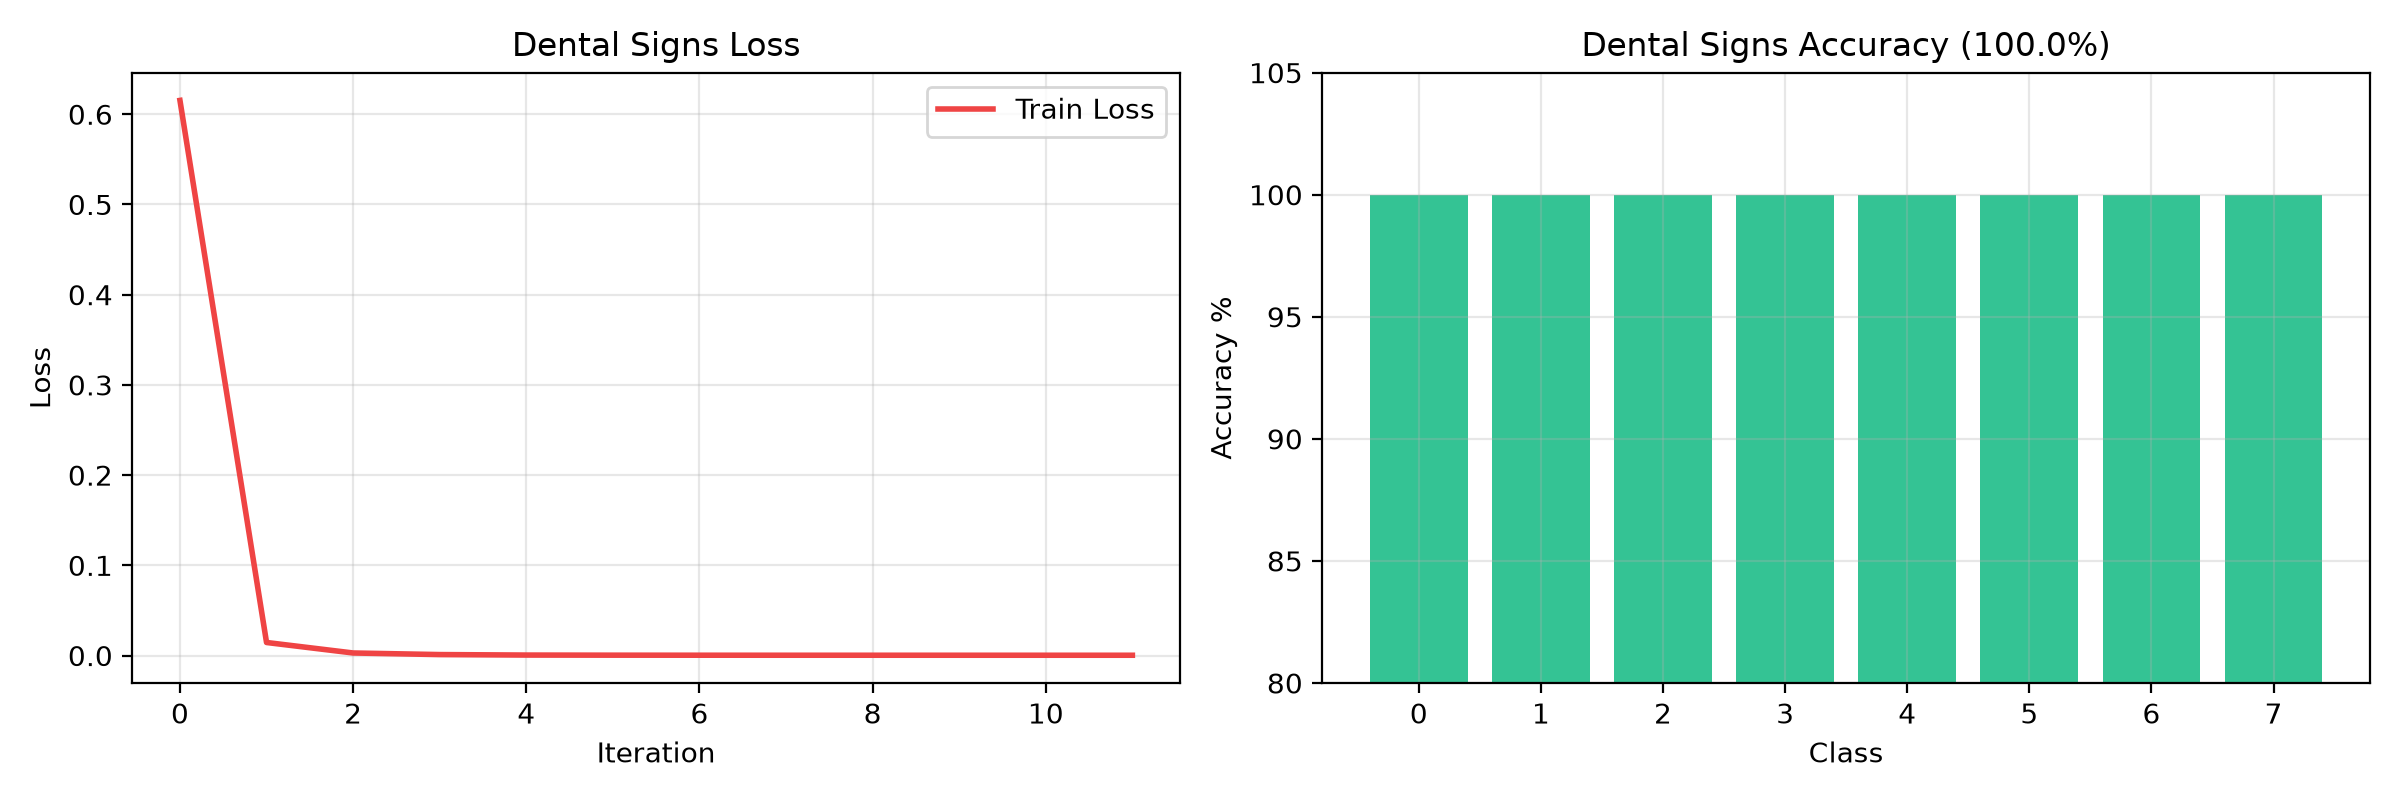 Dental Signs Loss
Train Loss
Loss
0.6
0.5
0.4
0.3
0.2
0.1
0.0
0 2 4 6 8 10
Iteration
Dental Signs Accuracy (100.0%)
Accuracy %
105
100
95
90
85
80
0 1 2 3 4 5 6 7
Class